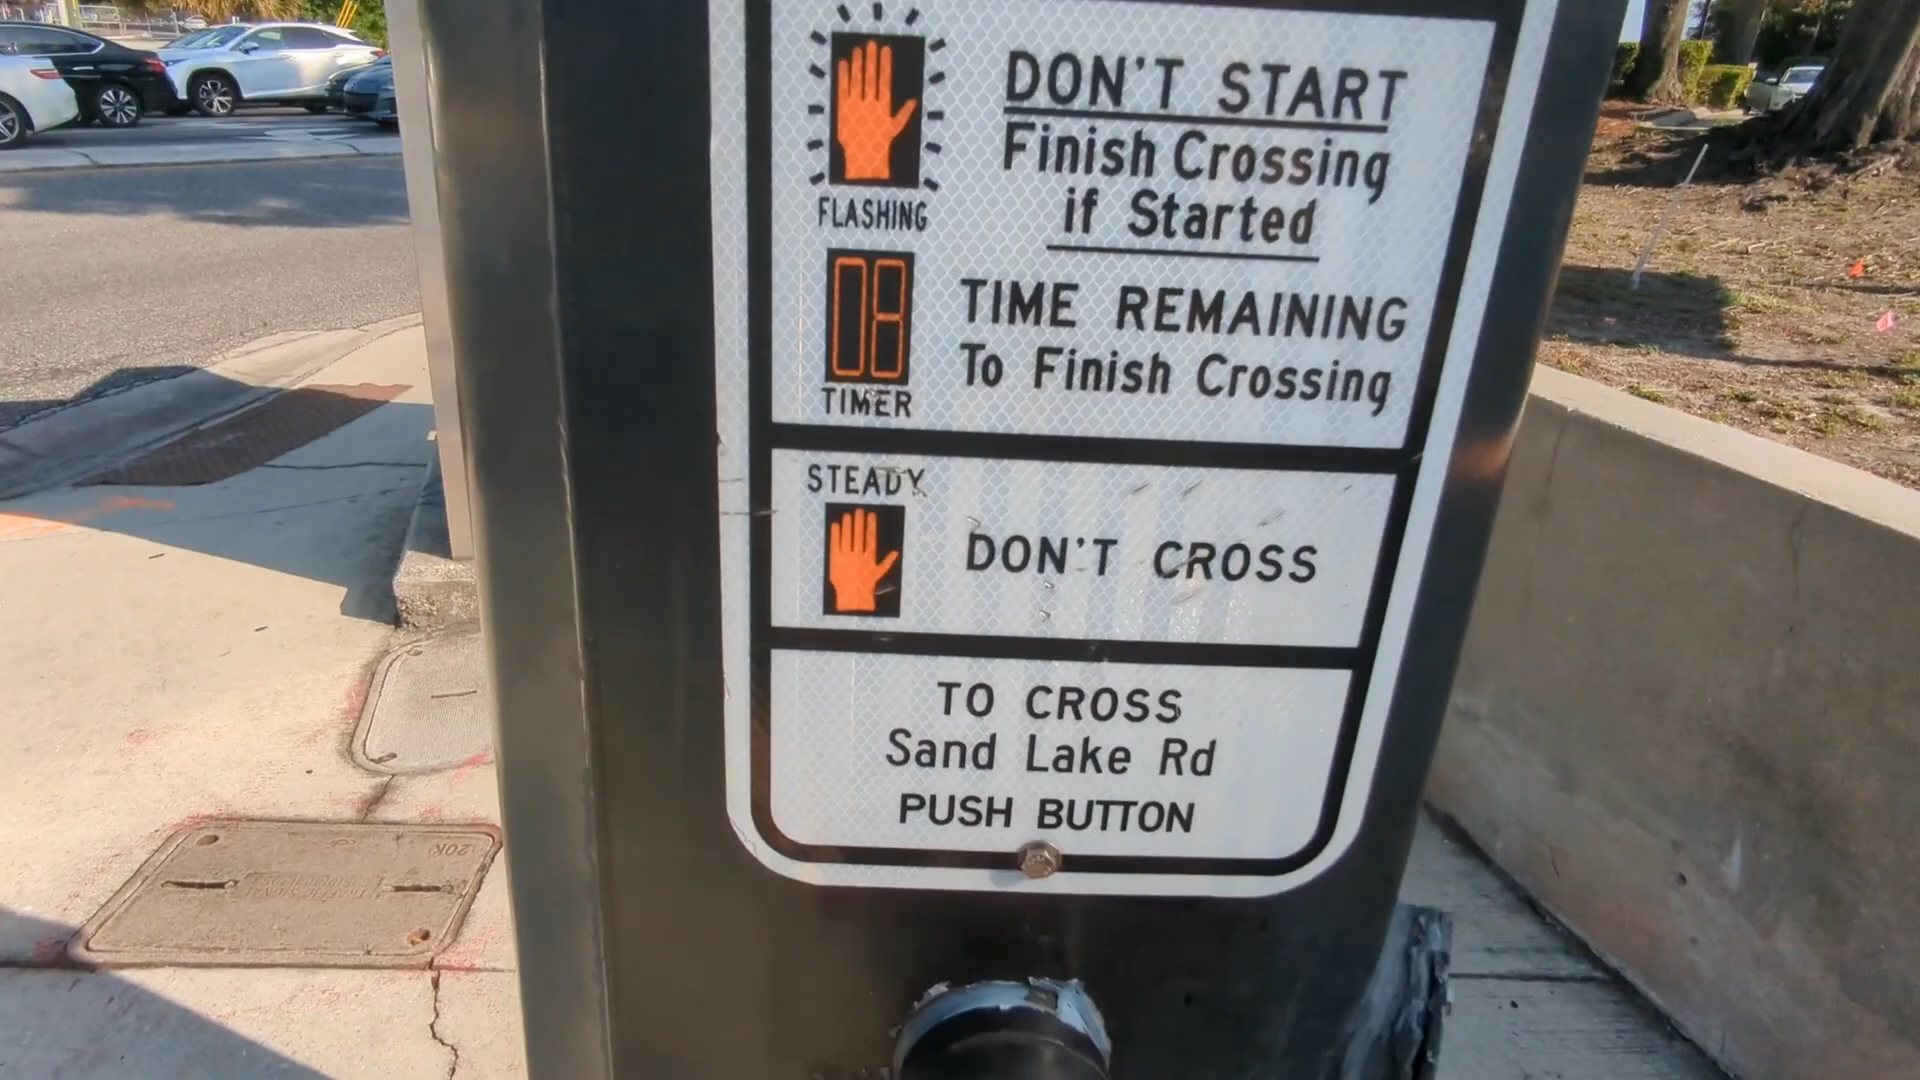 DON'T START
Finish Crossing
if Started
FLASHING
08
TIME REMAINING
To Finish Crossing
TIMER
STEADY
DON'T CROSS
TO CROSS
Sand Lake Rd
PUSH BUTTON
20K